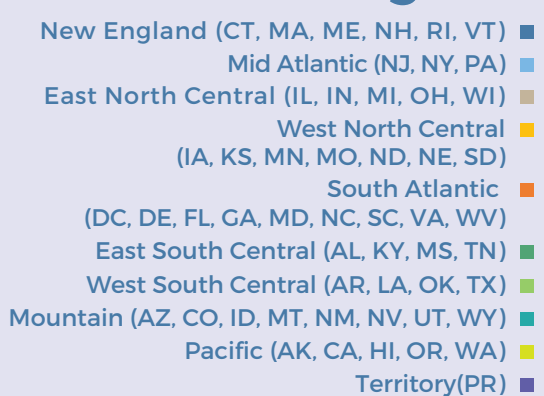 New England (CT, MA, ME, NH, RI, VT)
Mid Atlantic (NJ, NY, PA)
East North Central (IL, IN, MI, OH, WI)
West North Central
(IA, KS, MN, MO, ND, NE, SD)
South Atlantic
(DC, DE, FL, GA, MD, NC, SC, VA, WV)
East South Central (AL, KY, MS, TN)
West South Central (AR, LA, OK, TX)
Mountain (AZ, CO, ID, MT, NM, NV, UT, WY)
Pacific (AK, CA, HI, OR, WA)
Territory(PR)